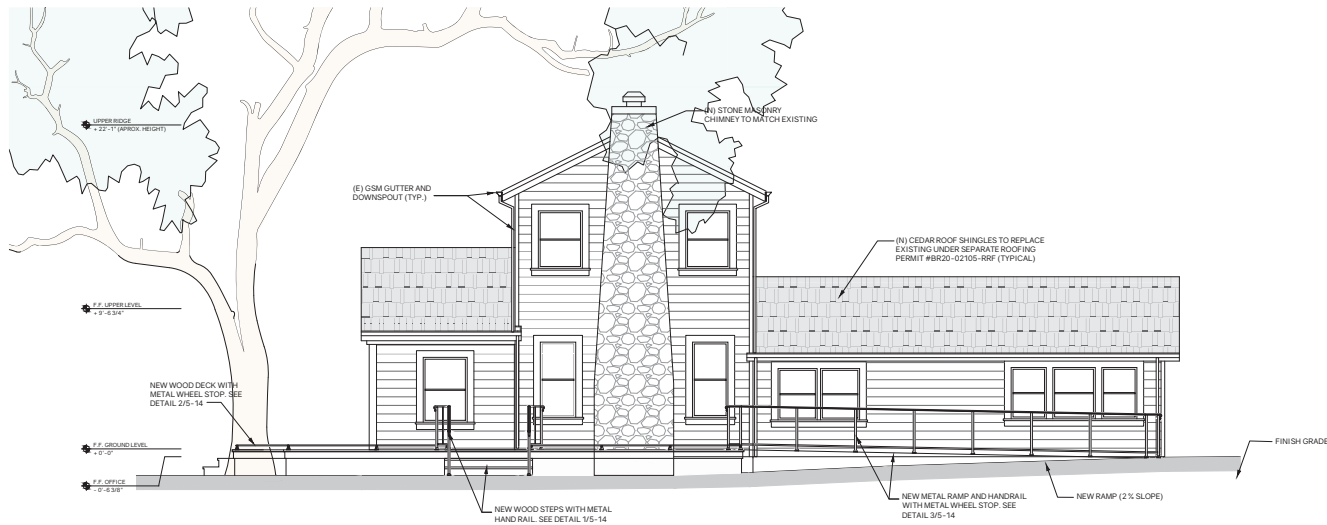 (N) STONE MASONRY
CHIMNEY TO MATCH EXISTING
UPPER RIDGE
+ 22'-1" (APROX. HEIGHT)
(E) GSM GUTTER AND
DOWNSPOUT (TYP.)
(N) CEDAR ROOF SHINGLES TO REPLACE
EXISTING UNDER SEPARATE ROOFING
PERMIT #BR20-02105-RRF (TYPICAL)
F.F. UPPER LEVEL
+ 9'-6 3/4"
NEW WOOD DECK WITH
METAL WHEEL STOP. SEE
DETAIL 2/5-14
F.F. GROUND LEVEL
+ 0'-0"
FINISH GRADE
F.F. OFFICE
- 0'-6 3/8"
NEW WOOD STEPS WITH METAL
HAND RAIL. SEE DETAIL 1/5-14
NEW METAL RAMP AND HANDRAIL
WITH METAL WHEEL STOP. SEE
DETAIL 3/5-14
NEW RAMP (2% SLOPE)